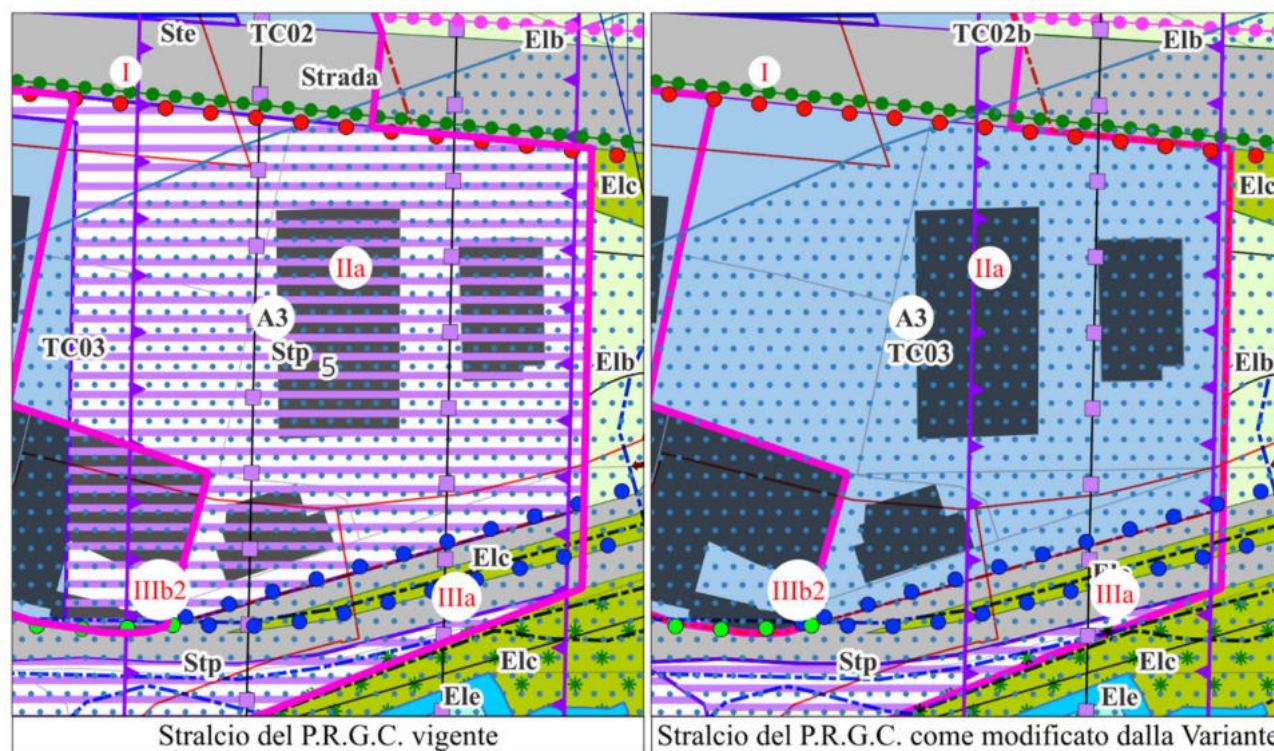 Ste TC02
Elb
I
Strada
Elc
IIa
A3
TC03
Stp
5
Elb
Elc
IIIb2
IIIa
Stp
Elc
Ele
Stralcio del P.R.G.C. vigente
TC02b
Elb
I
Elc
IIa
A3
TC03
Elb
IIIb2
IIIa
Stp
Elc
Ele
Stralcio del P.R.G.C. come modificato dalla Variante